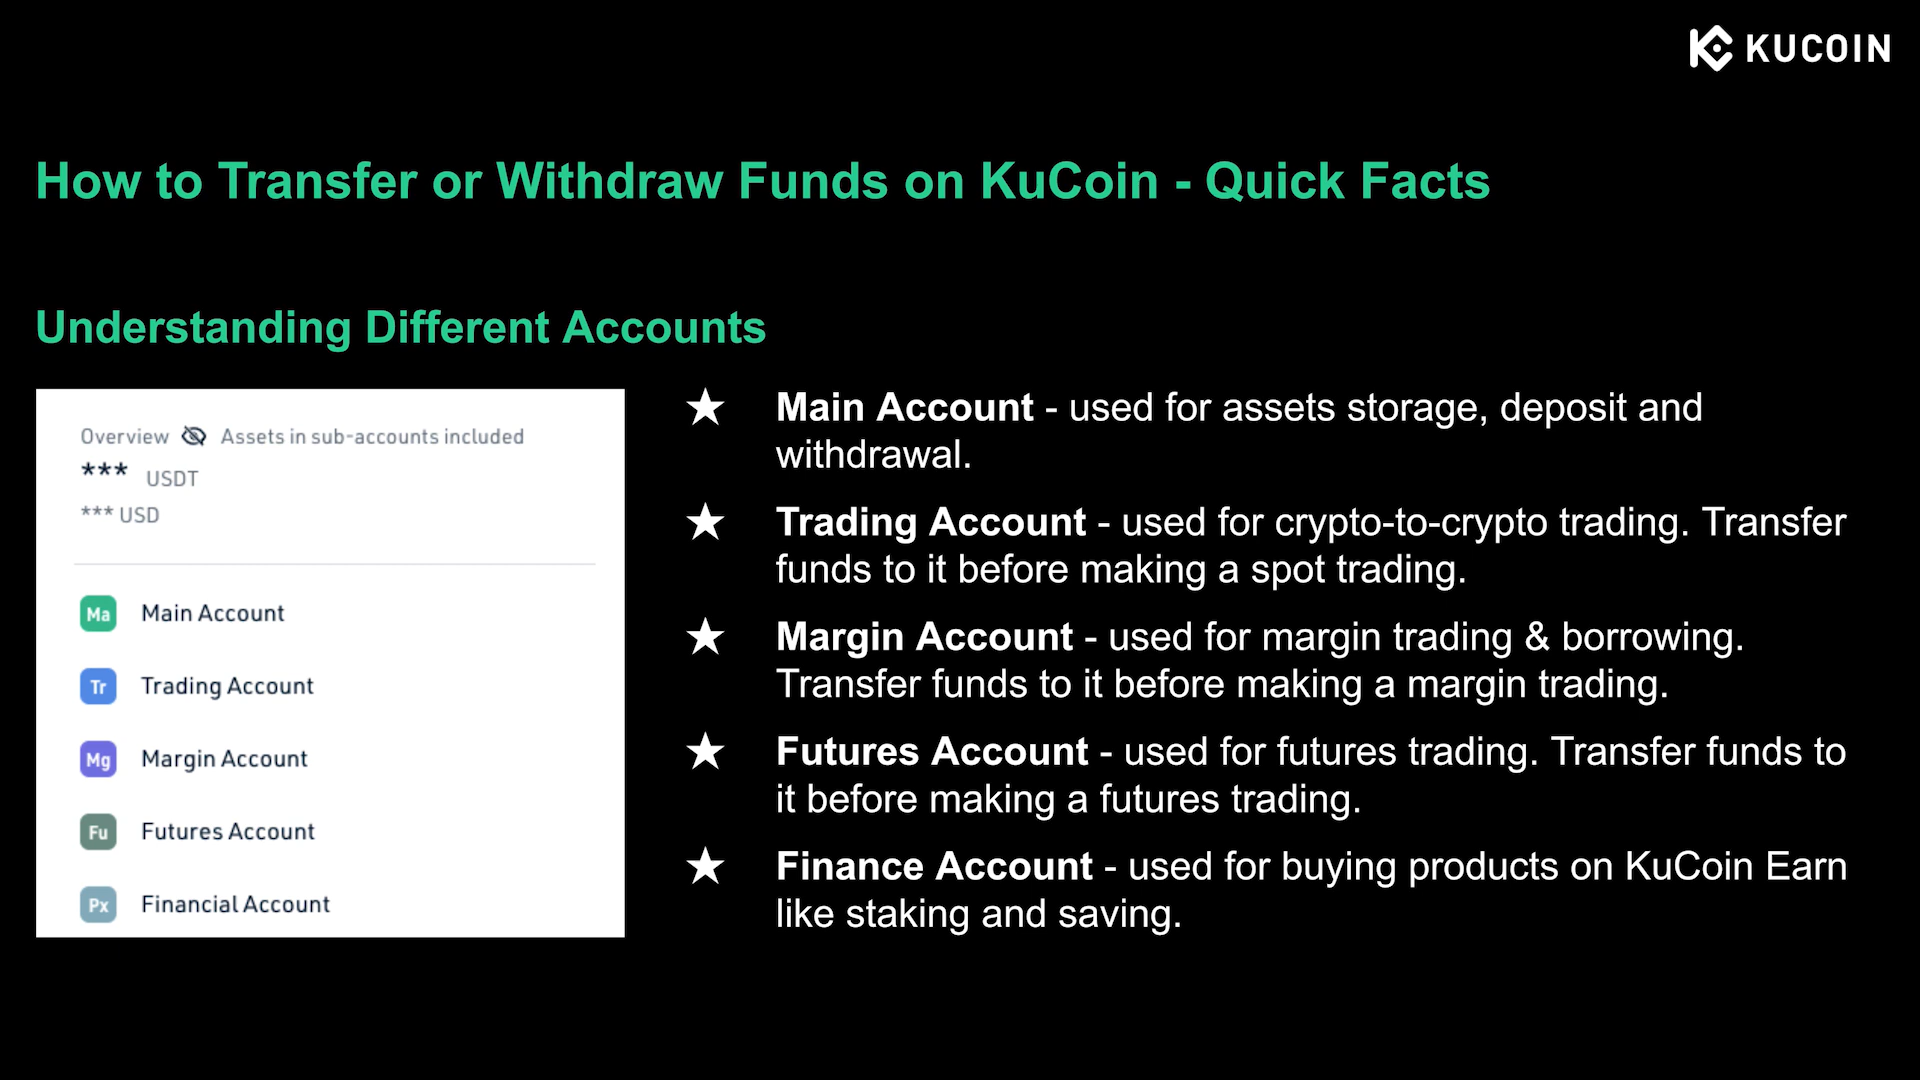 KUCOIN
How to Transfer or Withdraw Funds on KuCoin - Quick Facts
Understanding Different Accounts
Overview Assets in sub-accounts included
*** USDT
*** USD
Ma Main Account
Tr Trading Account
Mg Margin Account
Fu Futures Account
Px Financial Account
★ Main Account - used for assets storage, deposit and
withdrawal.
★ Trading Account - used for crypto-to-crypto trading. Transfer
funds to it before making a spot trading.
★ Margin Account - used for margin trading & borrowing.
Transfer funds to it before making a margin trading.
★ Futures Account - used for futures trading. Transfer funds to
it before making a futures trading.
★ Finance Account - used for buying products on KuCoin Earn
like staking and saving.